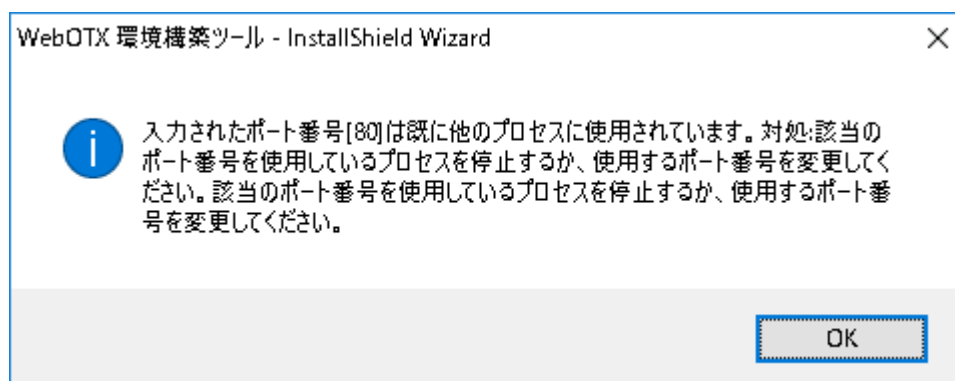 WebOTX 環境構築ツール - InstallShield Wizard
入力されたポート番号[80]は既に他のプロセスに使用されています。対処:該当の
ポート番号を使用しているプロセスを停止するか、使用するポート番号を変更してく
ださい。該当のポート番号を使用しているプロセスを停止するか、使用するポート番
号を変更してください。
OK